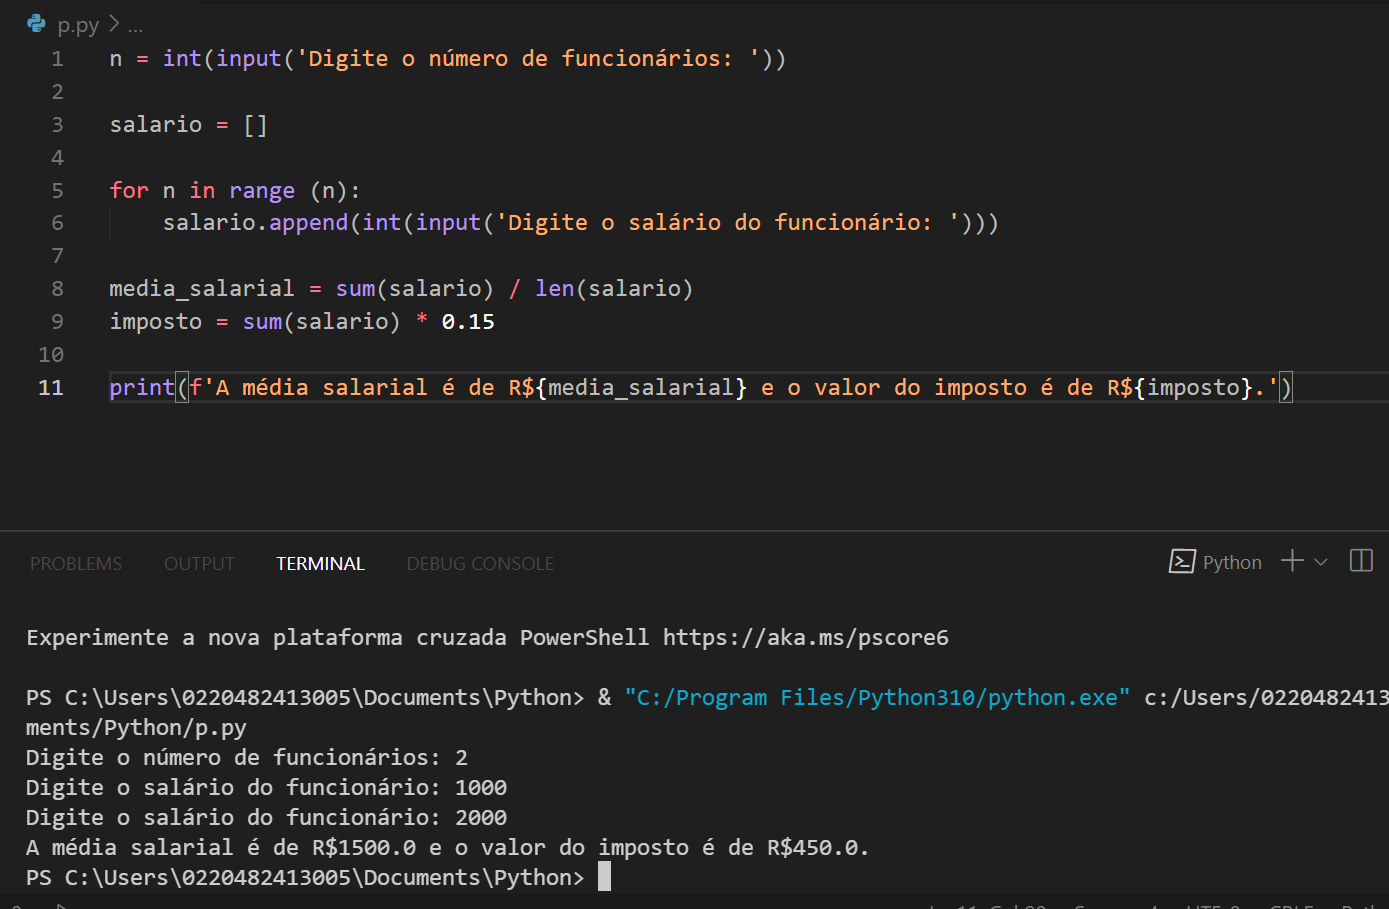 p.py > ...
1 n = int(input('Digite o número de funcionários: '))
2
3 salario = []
4
5 for n in range (n):
6     salario.append(int(input('Digite o salário do funcionário: ')))
7
8 media_salarial = sum(salario) / len(salario)
9 imposto = sum(salario) * 0.15
10
11 print(f'A média salarial é de R${media_salarial} e o valor do imposto é de R${imposto}.')
PROBLEMS OUTPUT TERMINAL DEBUG CONSOLE Python
Experimente a nova plataforma cruzada PowerShell https://aka.ms/pscore6
PS C:\Users\0220482413005\Documents\Python> & "C:/Program Files/Python310/python.exe" c:/Users/0220482413
ments/Python/p.py
Digite o número de funcionários: 2
Digite o salário do funcionário: 1000
Digite o salário do funcionário: 2000
A média salarial é de R$1500.0 e o valor do imposto é de R$450.0.
PS C:\Users\0220482413005\Documents\Python>